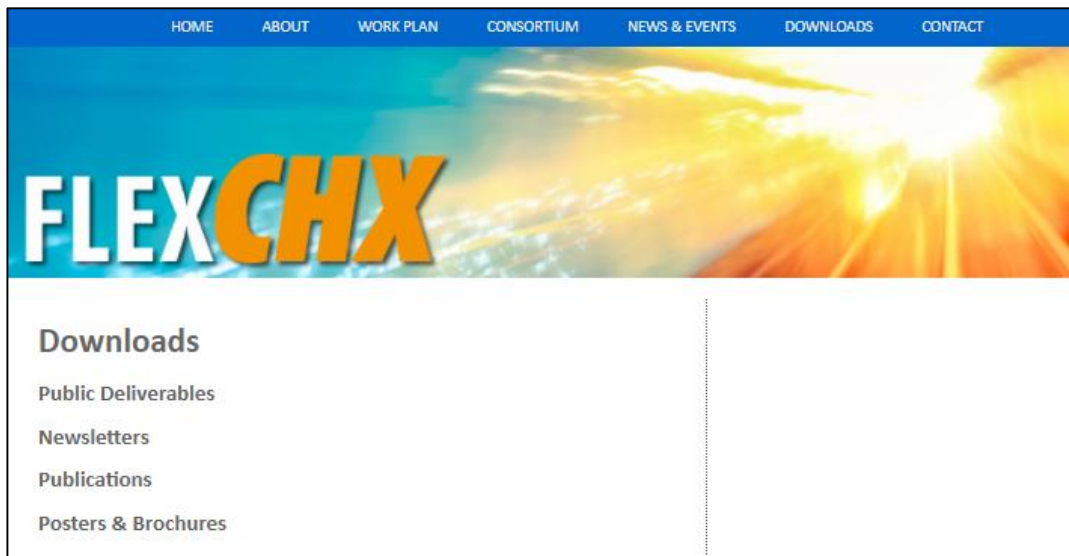 HOME ABOUT WORK PLAN CONSORTIUM NEWS & EVENTS DOWNLOADS CONTACT
FLEXCHX
Downloads
Public Deliverables
Newsletters
Publications
Posters & Brochures